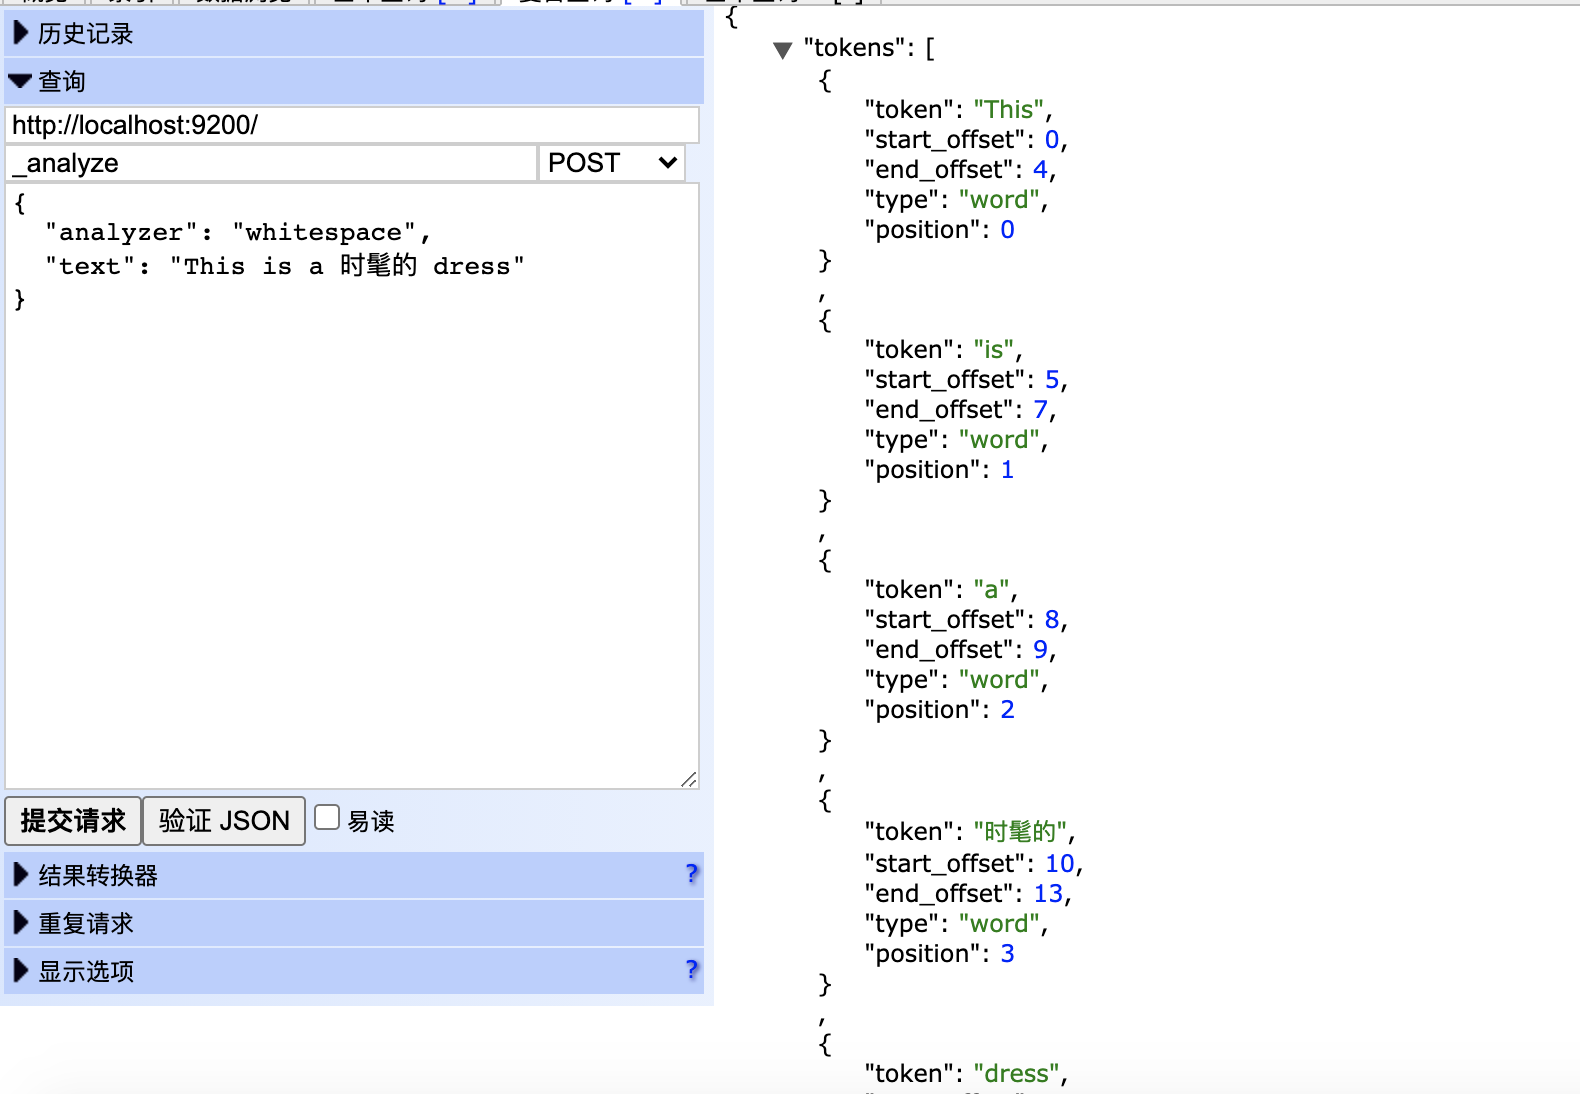 历史记录
查询
http://localhost:9200/
_analyze
POST
{
"analyzer": "whitespace",
"text": "This is a 时髦的 dress"
}
提交请求
验证 JSON
易读
结果转换器 ?
重复请求
显示选项 ?
{
"tokens": [
{
"token": "This",
"start_offset": 0,
"end_offset": 4,
"type": "word",
"position": 0
}
,
{
"token": "is",
"start_offset": 5,
"end_offset": 7,
"type": "word",
"position": 1
}
,
{
"token": "a",
"start_offset": 8,
"end_offset": 9,
"type": "word",
"position": 2
}
,
{
"token": "时髦的",
"start_offset": 10,
"end_offset": 13,
"type": "word",
"position": 3
}
,
{
"token": "dress",